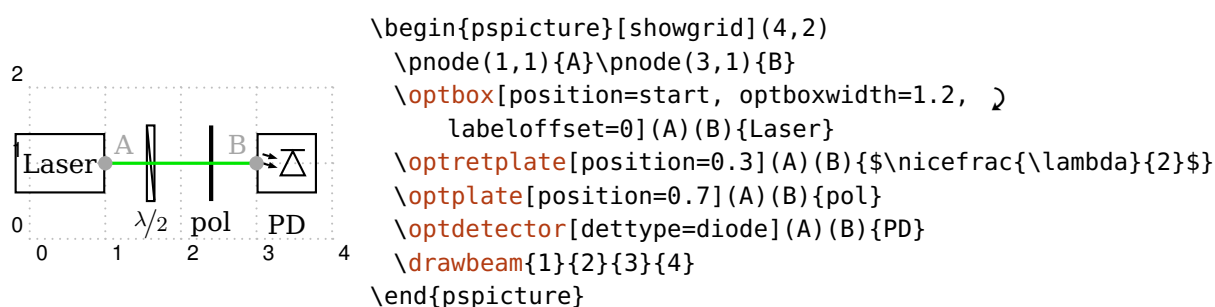 2
1
0
Laser
A
B
λ/2
pol
PD
0 1 2 3 4
\begin{pspicture}[showgrid](4,2)
\pnode(1,1){A}\pnode(3,1){B}
\optbox[position=start, optboxwidth=1.2,
labeloffset=0](A)(B){Laser}
\optretplate[position=0.3](A)(B){$\nicefrac{\lambda}{2}$}
\optplate[position=0.7](A)(B){pol}
\optdetector[dettype=diode](A)(B){PD}
\drawbeam{1}{2}{3}{4}
\end{pspicture}